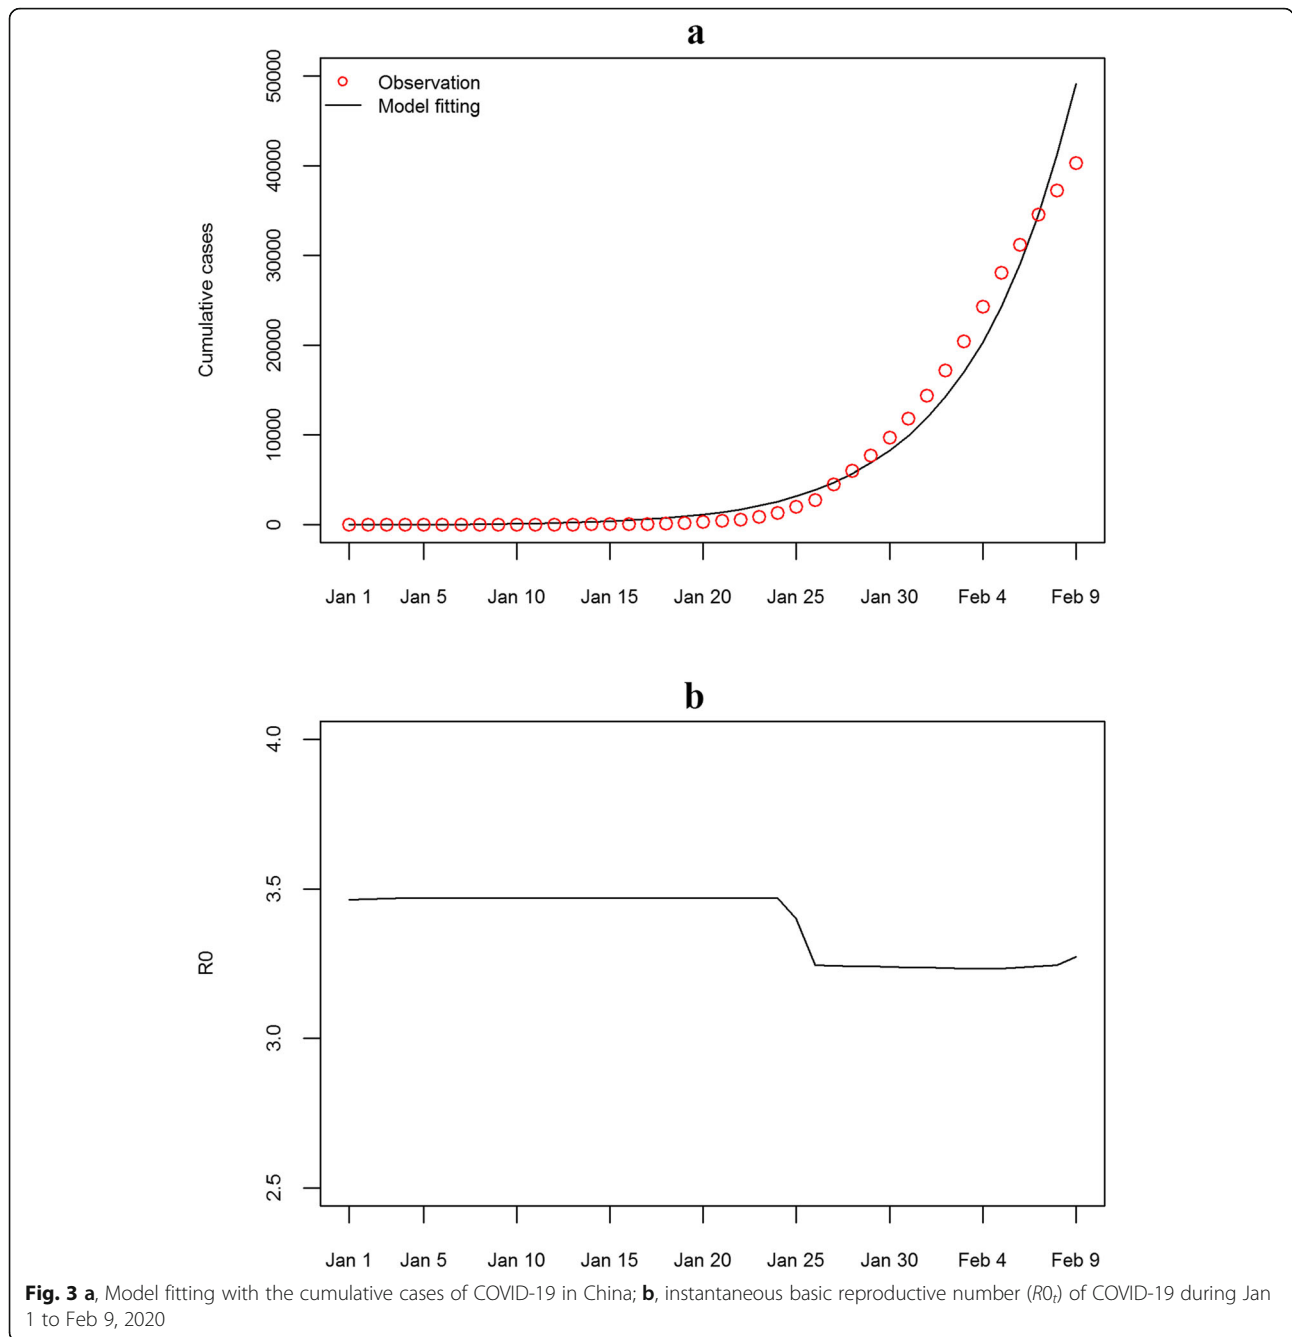 a
50000
40000
30000
20000
10000
0
Cumulative cases
Observation
Model fitting
Jan 1 Jan 5 Jan 10 Jan 15 Jan 20 Jan 25 Jan 30 Feb 4 Feb 9
b
4.0
3.5
3.0
2.5
R0
Jan 1 Jan 5 Jan 10 Jan 15 Jan 20 Jan 25 Jan 30 Feb 4 Feb 9
Fig. 3 a, Model fitting with the cumulative cases of COVID-19 in China; b, instantaneous basic reproductive number (R0t) of COVID-19 during Jan
1 to Feb 9, 2020